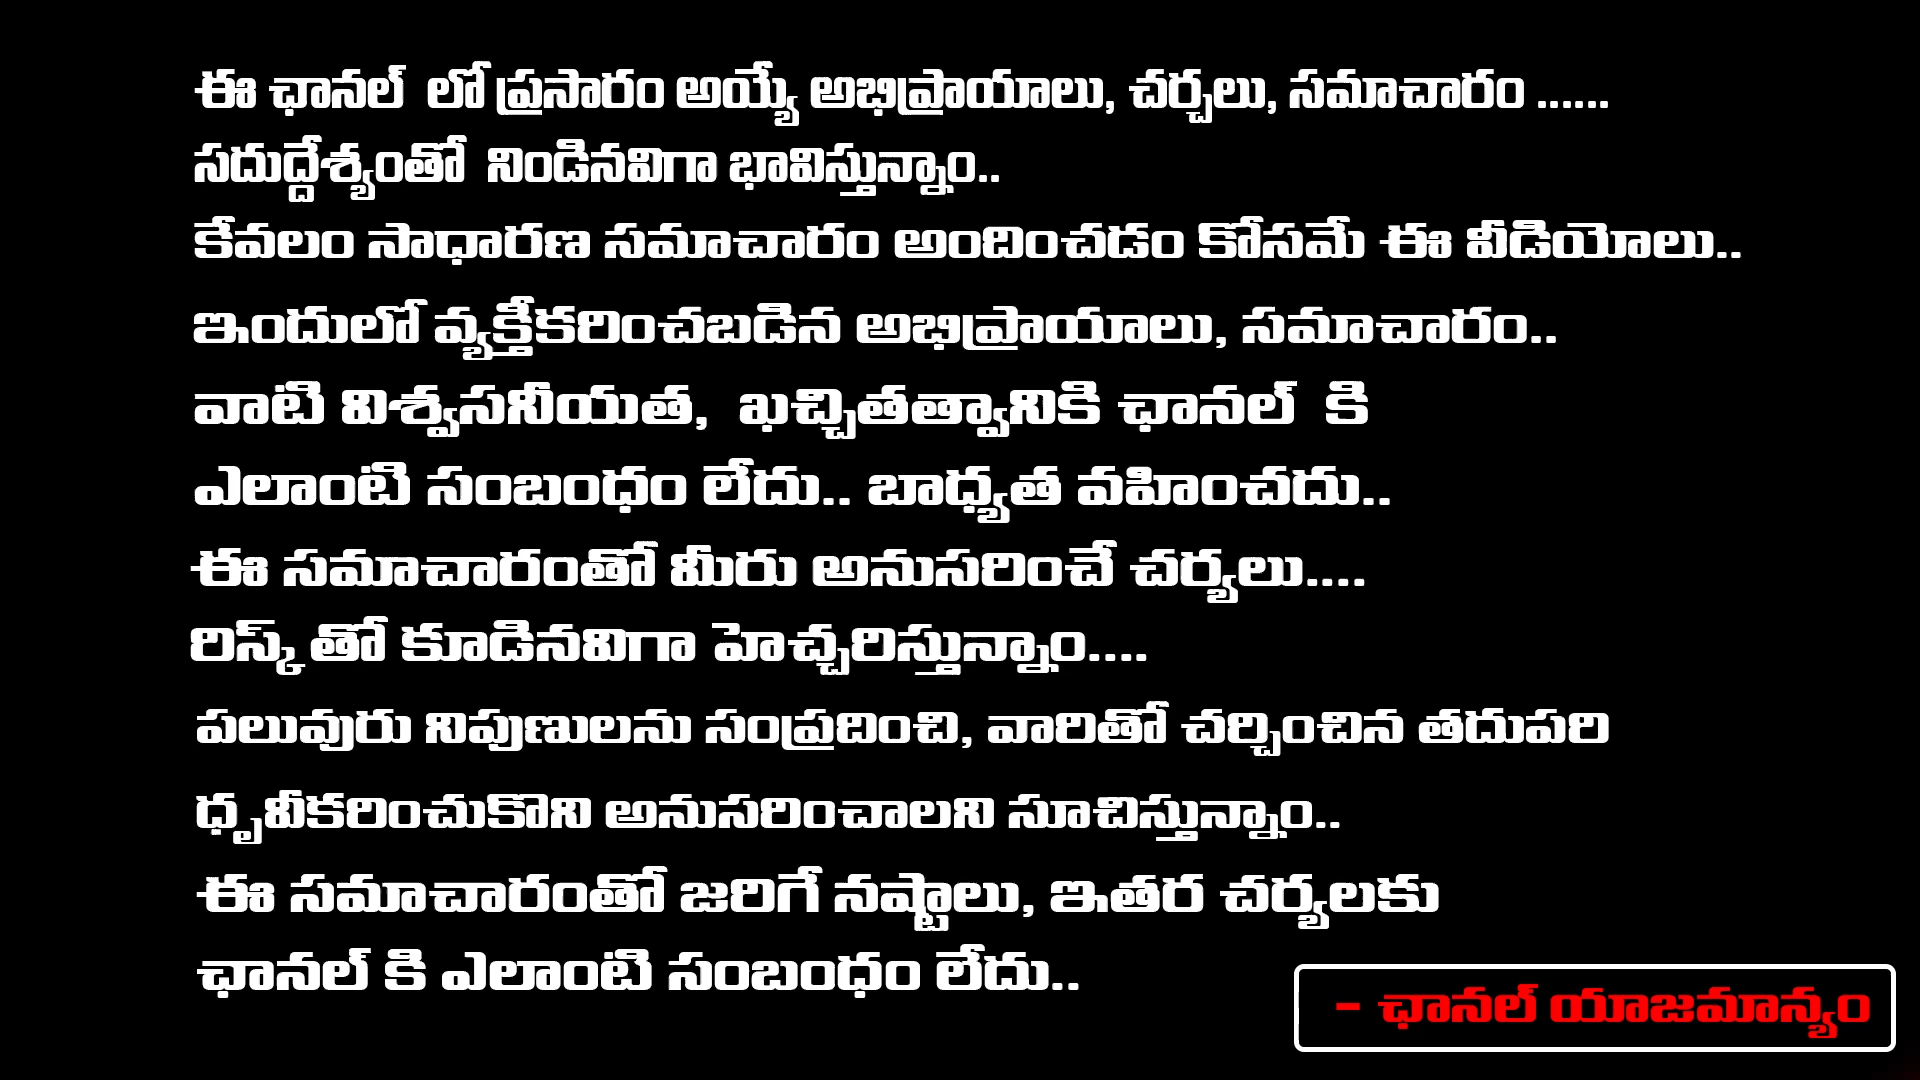 ఈ ఛానల్ లో ప్రసారం అయ్యే అభిప్రాయాలు, చర్చలు, సమాచారం ......
సదుద్దేశ్యంతో నిండినవిగా భావిస్తున్నాం..
కేవలం సాధారణ సమాచారం అందించడం కోసమే ఈ వీడియోలు..
ఇందులో వ్యక్తీకరించబడిన అభిప్రాయాలు, సమాచారం..
వాటి విశ్వసనీయత, ఖచ్చితత్వానికి ఛానల్ కి
ఎలాంటి సంబంధం లేదు.. బాధ్యత వహించదు..
ఈ సమాచారంతో మీరు అనుసరించే చర్యలు....
రిస్క్ తో కూడినవిగా హెచ్చరిస్తున్నాం....
పలువురు నిపుణులను సంప్రదించి, వారితో చర్చించిన తదుపరి
ధృవీకరించుకొని అనుసరించాలని సూచిస్తున్నాం..
ఈ సమాచారంతో జరిగే నష్టాలు, ఇతర చర్యలకు
ఛానల్ కి ఎలాంటి సంబంధం లేదు..
- ఛానల్ యాజమాన్యం